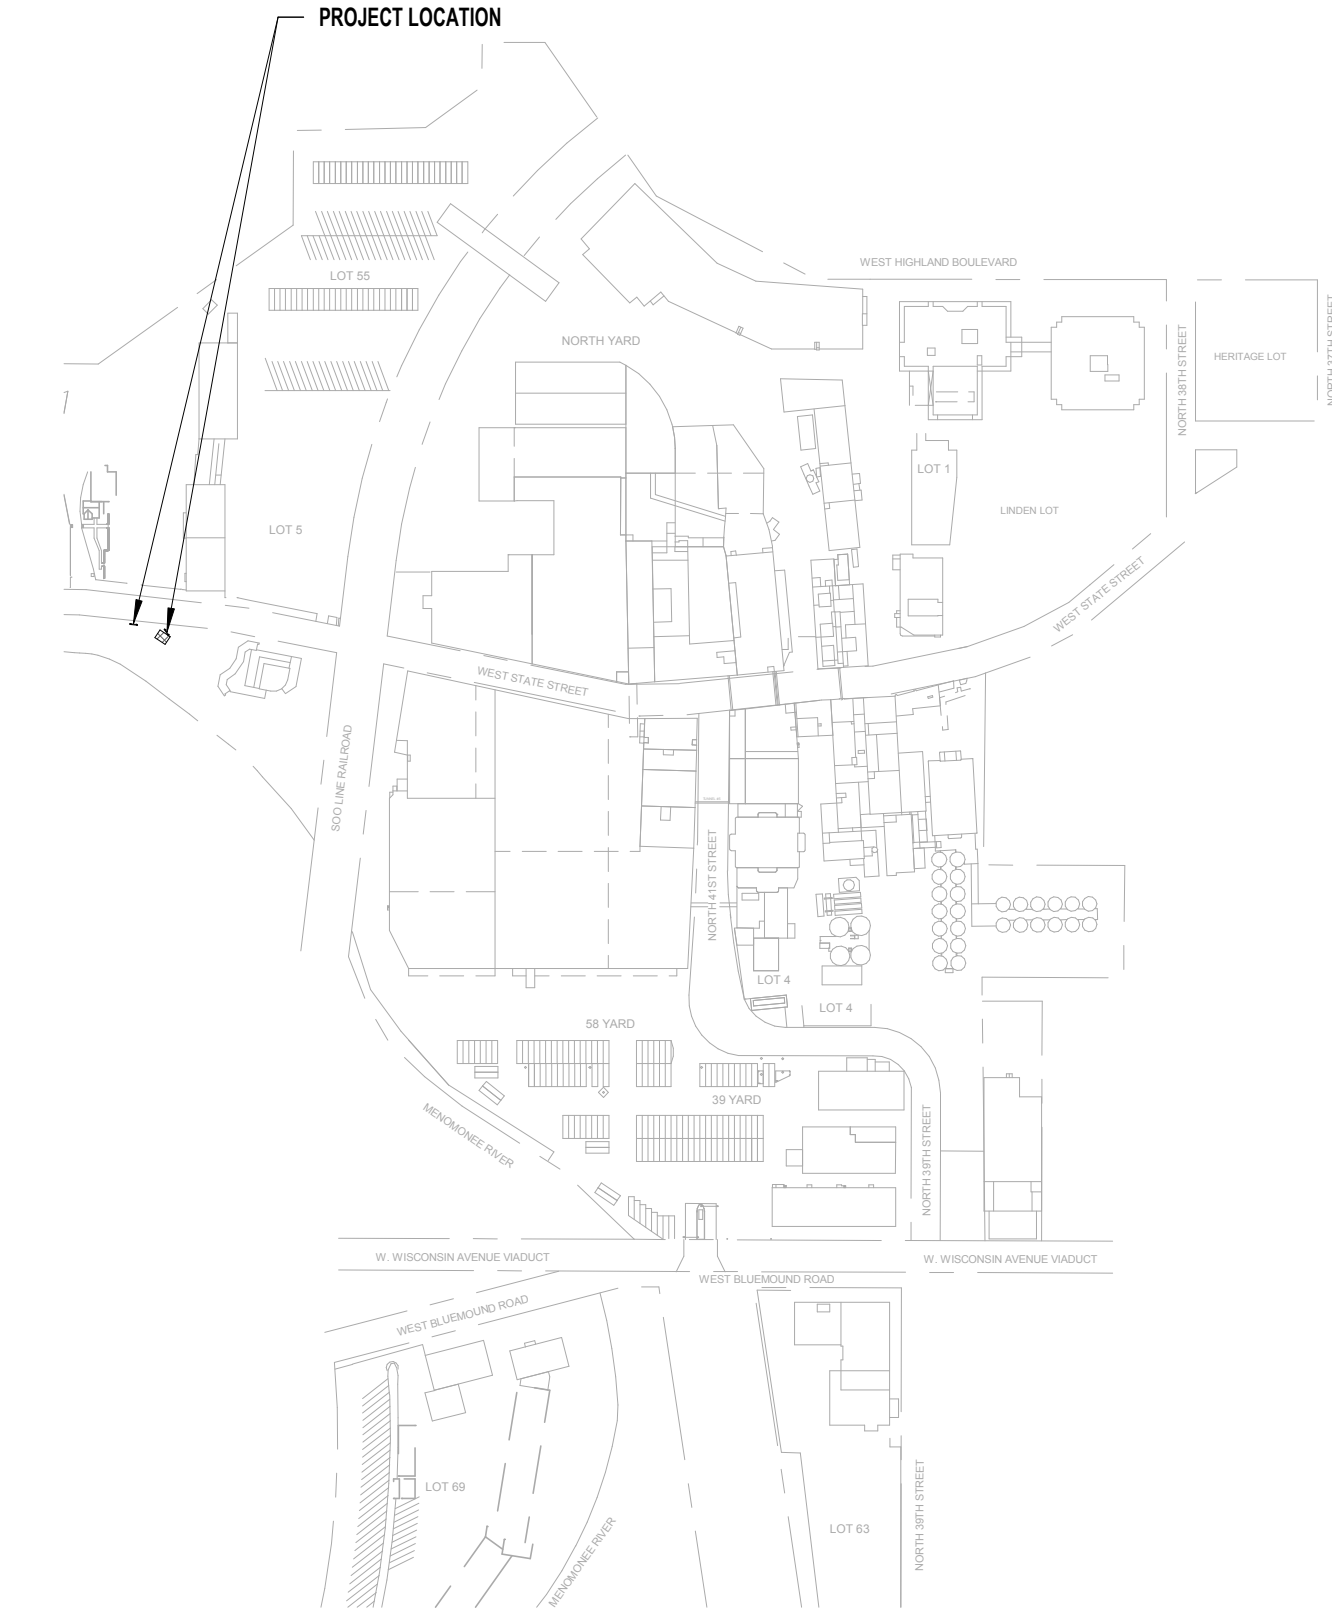 PROJECT LOCATION
WEST HIGHLAND BOULEVARD
LOT 55
NORTH 37TH STREET
NORTH YARD
NORTH 38TH STREET
HERITAGE LOT
LOT 1
LINDEN LOT
LOT 5
WEST STATE STREET
WEST STATE STREET
SOO LINE RAILROAD
NORTH 41ST STREET
LOT 4
LOT 4
58 YARD
39 YARD
MENOMONEE RIVER
NORTH 39TH STREET
W. WISCONSIN AVENUE VIADUCT
W. WISCONSIN AVENUE VIADUCT
WEST BLUEMOUND ROAD
WEST BLUEMOUND ROAD
LOT 69
LOT 63
NORTH 39TH STREET
MENOMONEE RIVER